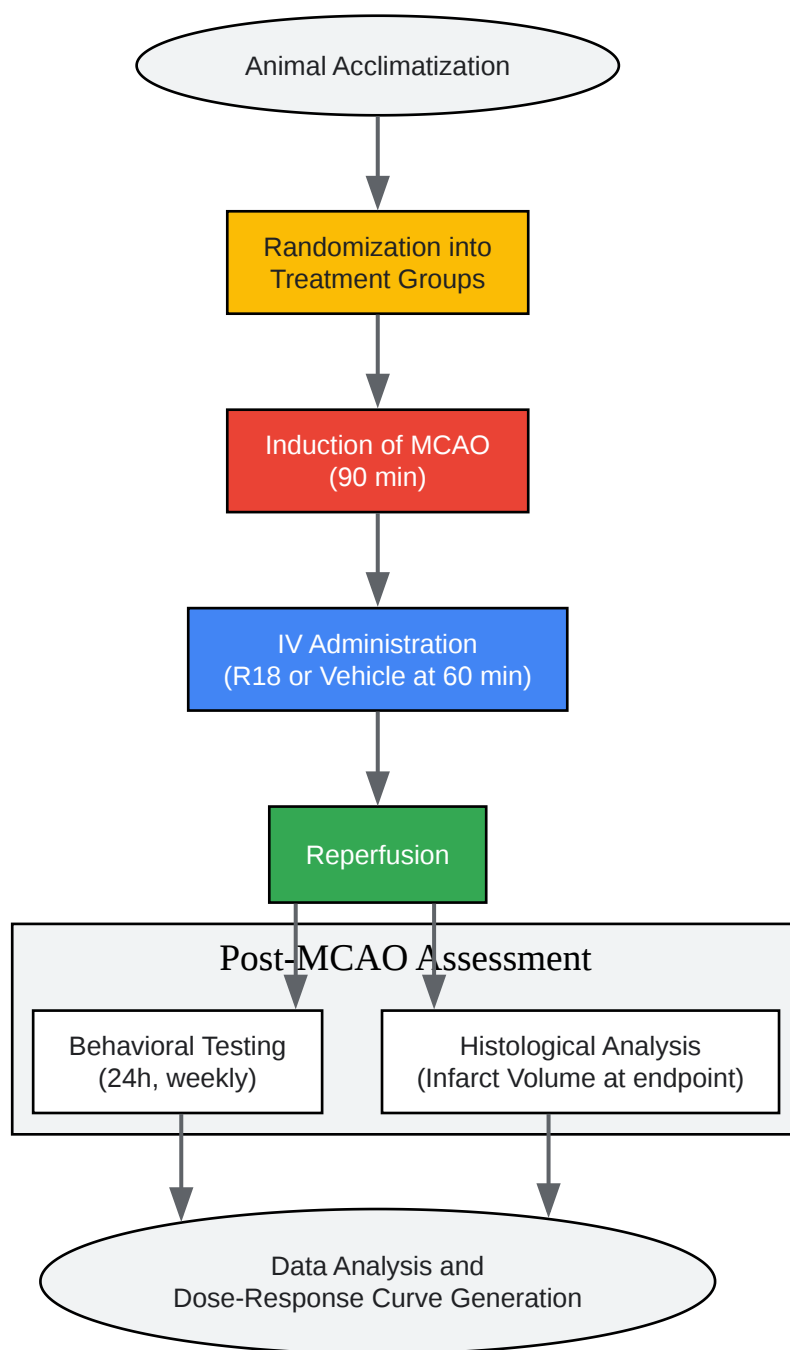 Animal Acclimatization
Randomization into
Treatment Groups
Induction of MCAO
(90 min)
IV Administration
(R18 or Vehicle at 60 min)
Reperfusion
Post-MCAO Assessment
Behavioral Testing
(24h, weekly)
Histological Analysis
(Infarct Volume at endpoint)
Data Analysis and
Dose-Response Curve Generation